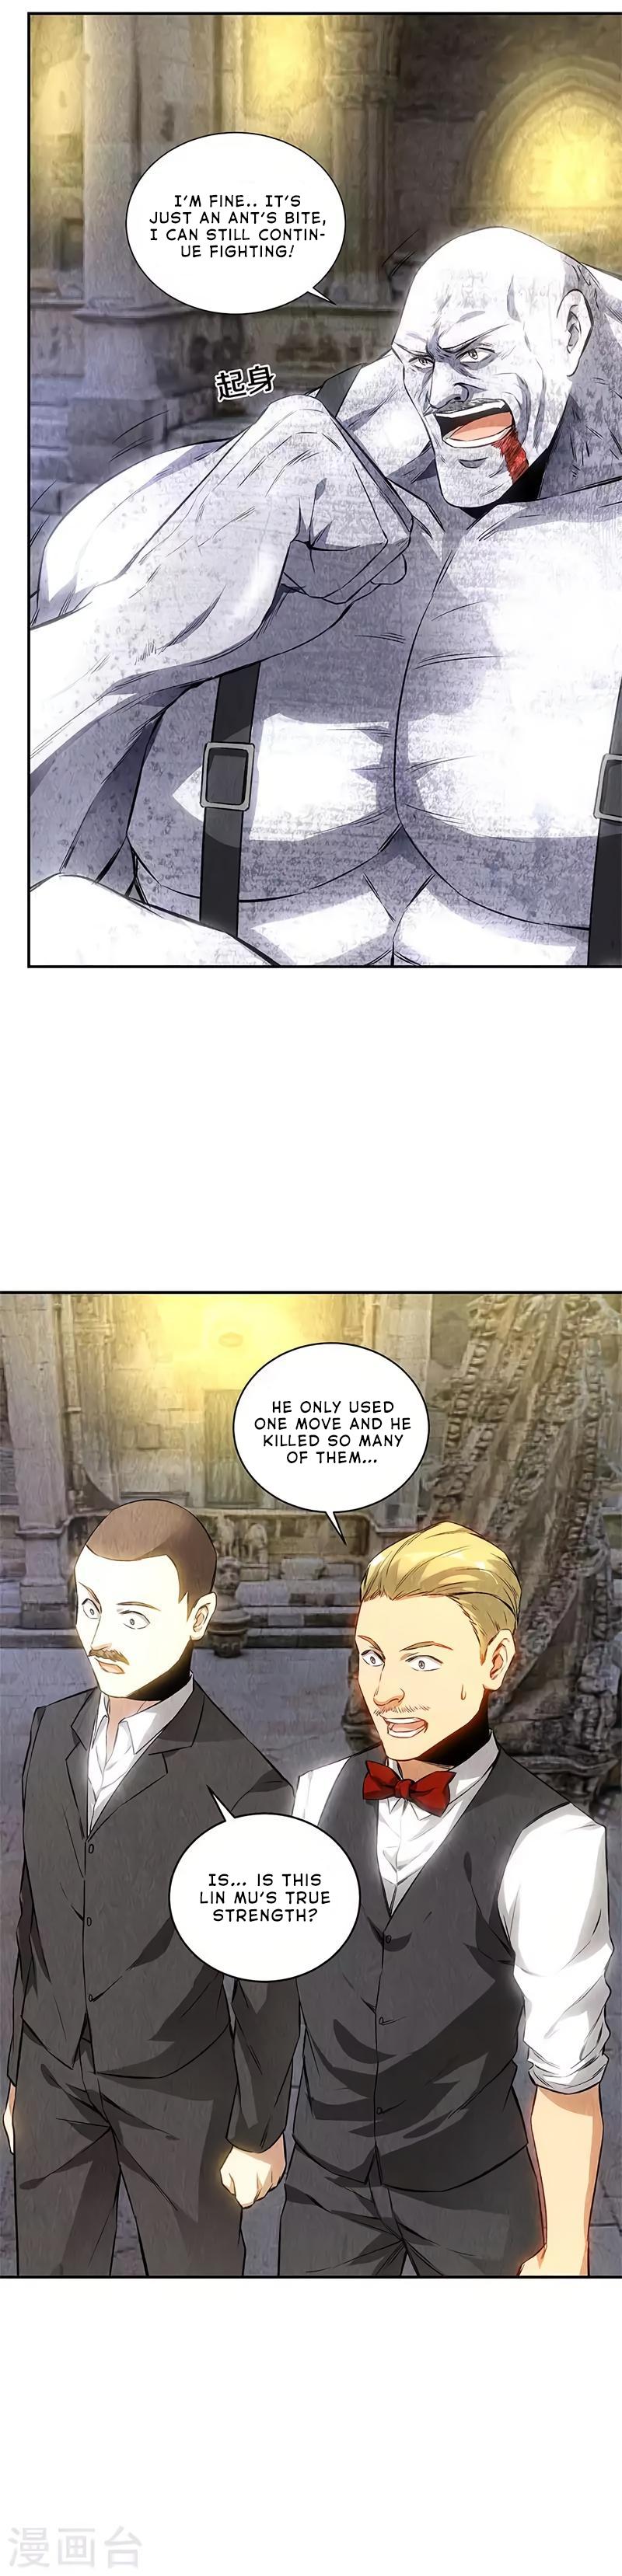 I'M FINE.. IT'S
JUST AN ANT'S BITE,
I CAN STILL CONTIN-
UE FIGHTING!
起身
HE ONLY USED
ONE MOVE AND HE
KILLED SO MANY
OF THEM...
IS... IS THIS
LIN MU'S TRUE
STRENGTH?
漫画台